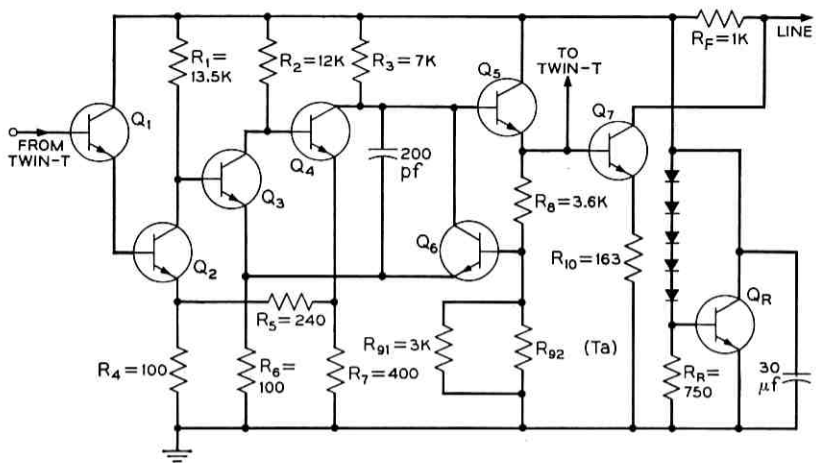 R1=
13.5K
R2=12K
R3=7K
RF=1K
LINE
Q1
FROM
TWIN-T
Q2
Q3
Q4
200
pf
Q5
TO
TWIN-T
Q7
R8=3.6K
Q6
R10=163
QR
R5=240
R4=100
R6=
100
R7=400
R91=3K
R92
(Ta)
RR=
750
30
μf